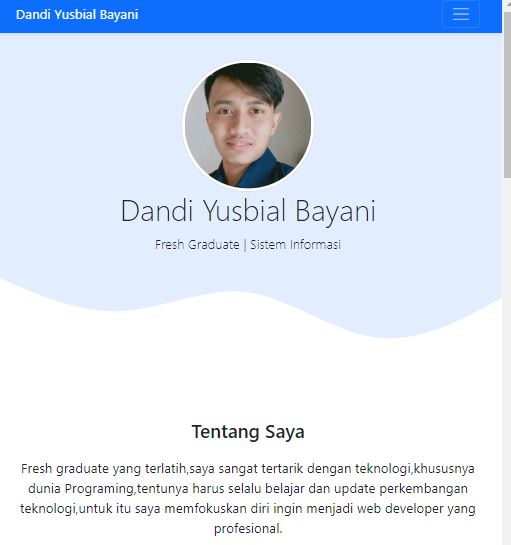 Dandi Yusbial Bayani
Dandi Yusbial Bayani
Fresh Graduate | Sistem Informasi
Tentang Saya
Fresh graduate yang terlatih,saya sangat tertarik dengan teknologi,khususnya
dunia Programing,tentunya harus selalu belajar dan update perkembangan
teknologi,untuk itu saya memfokuskan diri ingin menjadi web developer yang
profesional.